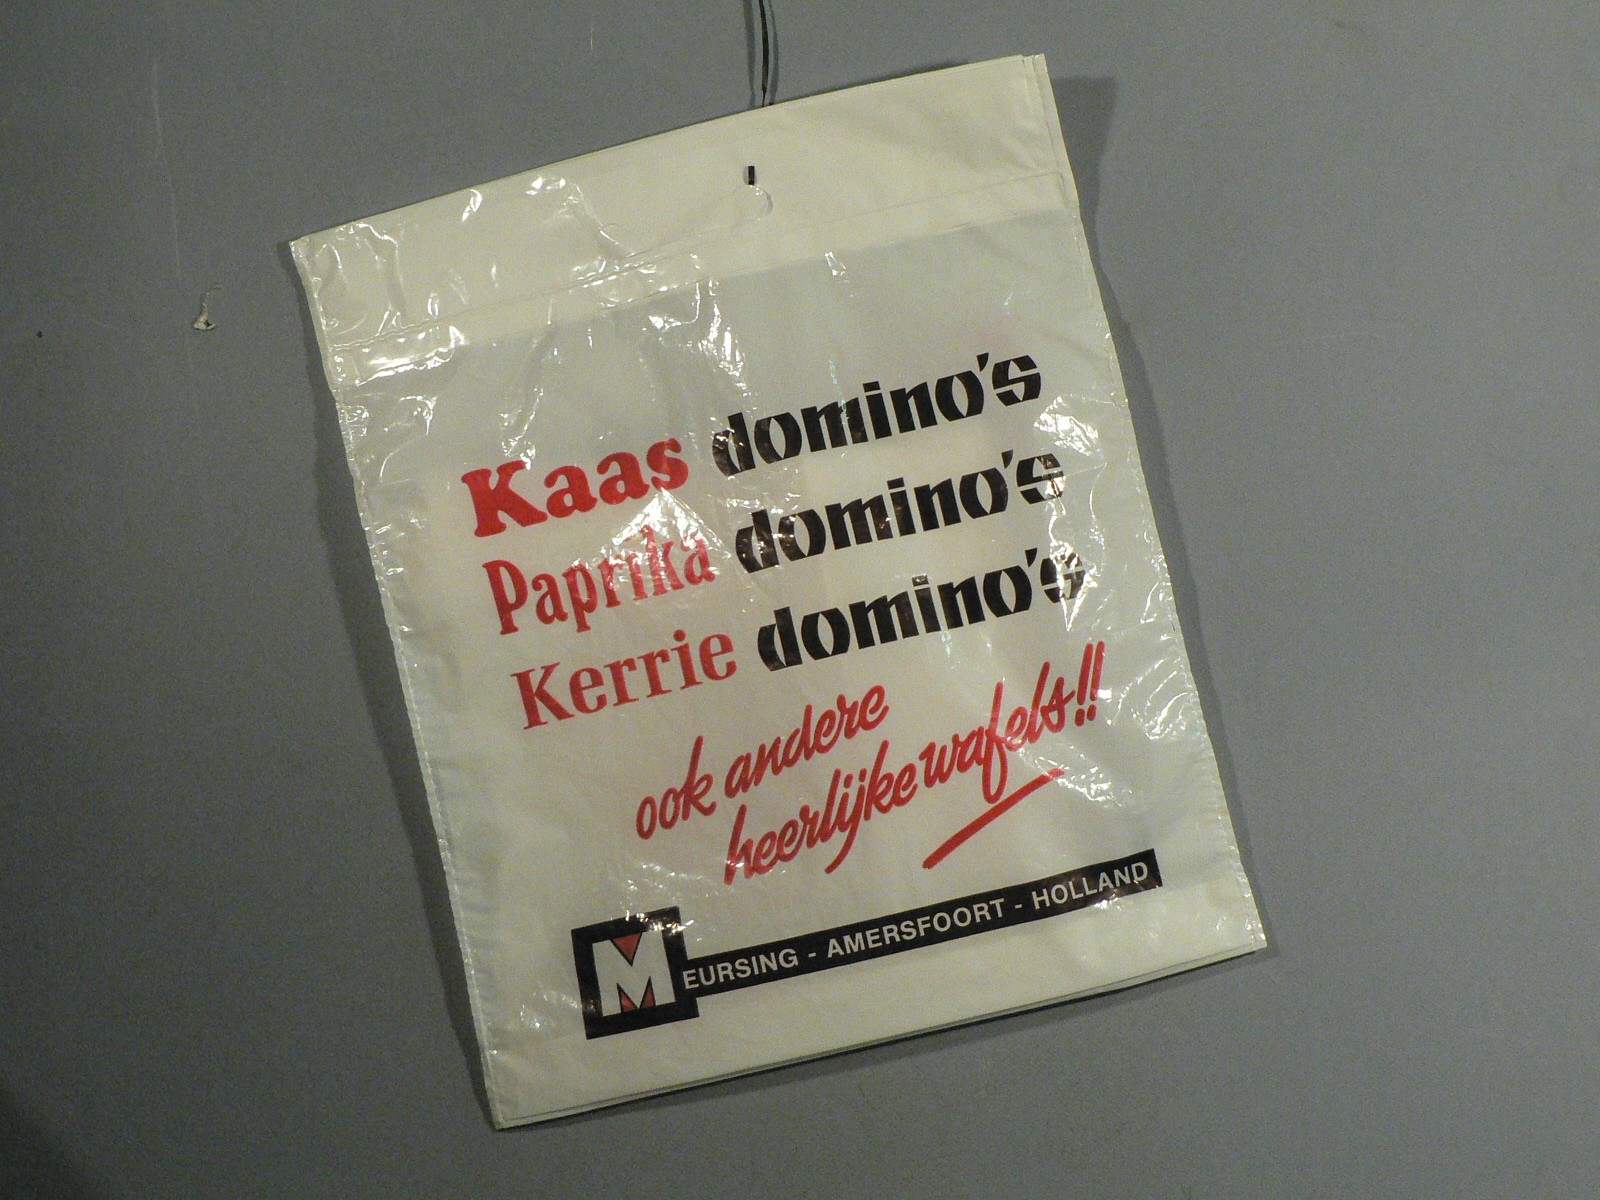 Kaas domino's
Paprika domino's
Kerrie domino's
ook andere
heerlijke wafels!!
MEURSING - AMERSFOORT - HOLLAND